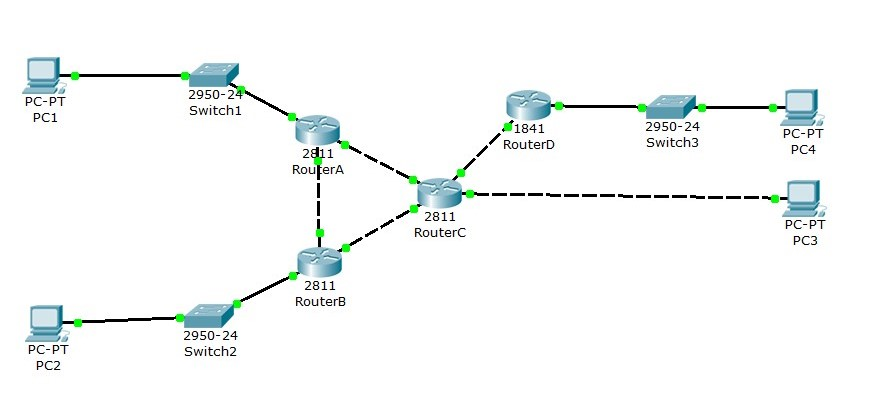 PC-PT
PC1
2950-24
Switch1
2811
RouterA
1841
RouterD
2950-24
Switch3
PC-PT
PC4
2811
RouterC
PC-PT
PC3
2811
RouterB
PC-PT
PC2
2950-24
Switch2